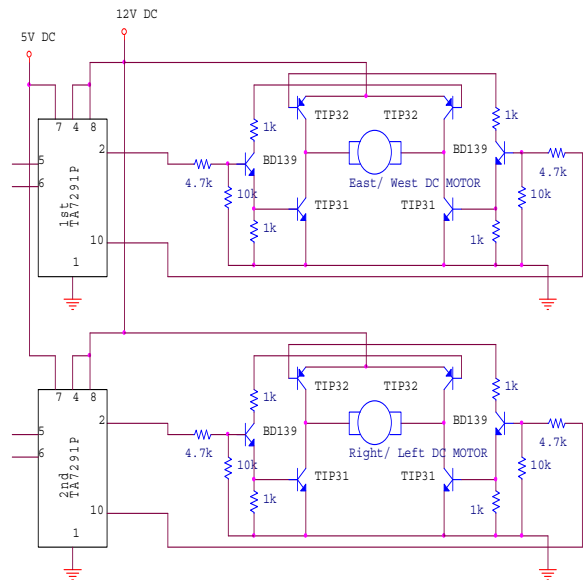 12V DC
5V DC
7 4 8
2
5
6
1st
TA7291P
10
1
1k
TIP32
TIP32
1k
BD139
BD139
4.7k
4.7k
10k
East/ West DC MOTOR
10k
TIP31
TIP31
1k
1k
7 4 8
2
5
6
2nd
TA7291P
10
1
1k
TIP32
TIP32
1k
BD139
BD139
4.7k
4.7k
10k
Right/ Left DC MOTOR
10k
TIP31
TIP31
1k
1k